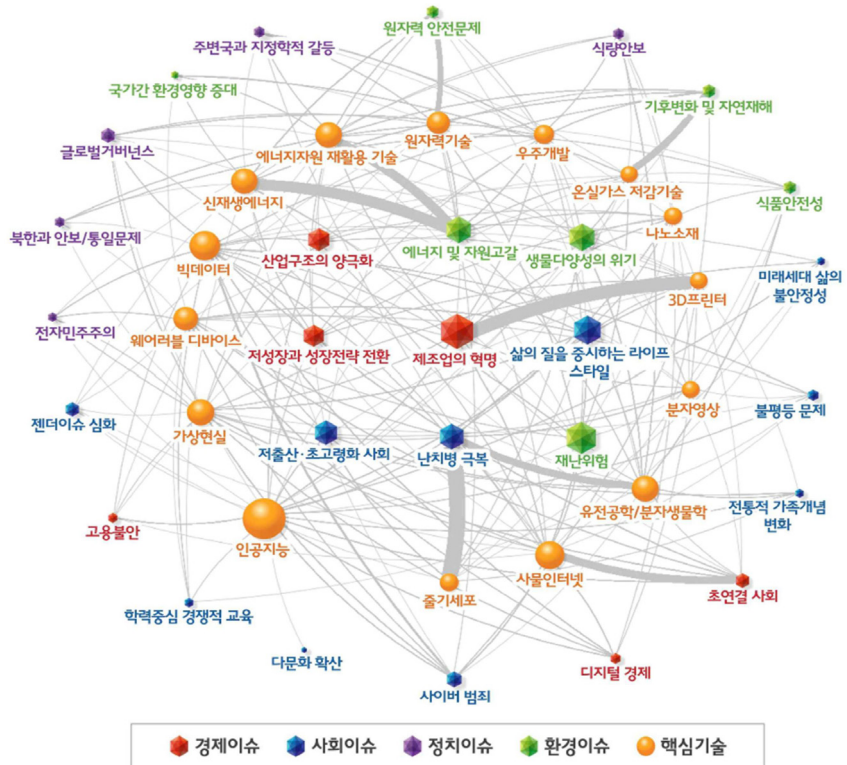 원자력 안전문제
주변국과 지정학적 갈등
식량안보
국가간 환경영향 증대
기후변화 및 자연재해
글로벌거버넌스
에너지자원 재활용 기술
원자력기술
우주개발
온실가스 저감기술
신재생에너지
식품안전성
북한과 안보/통일문제
빅데이터
산업구조의 양극화
에너지 및 자원고갈
생물다양성의 위기
나노소재
미래세대 삶의
불안정성
3D프린터
전자민주주의
웨어러블 디바이스
저성장과 성장전략 전환
제조업의 혁명
삶의 질을 중시하는 라이프
스타일
젠더이슈 심화
가상현실
분자영상
불평등 문제
저출산·초고령화 사회
난치병 극복
재난위험
고용불안
인공지능
유전공학/분자생물학
전통적 가족개념
변화
줄기세포
사물인터넷
초연결 사회
학력중심 경쟁적 교육
다문화 확산
사이버 범죄
디지털 경제
경제이슈
사회이슈
정치이슈
환경이슈
핵심기술